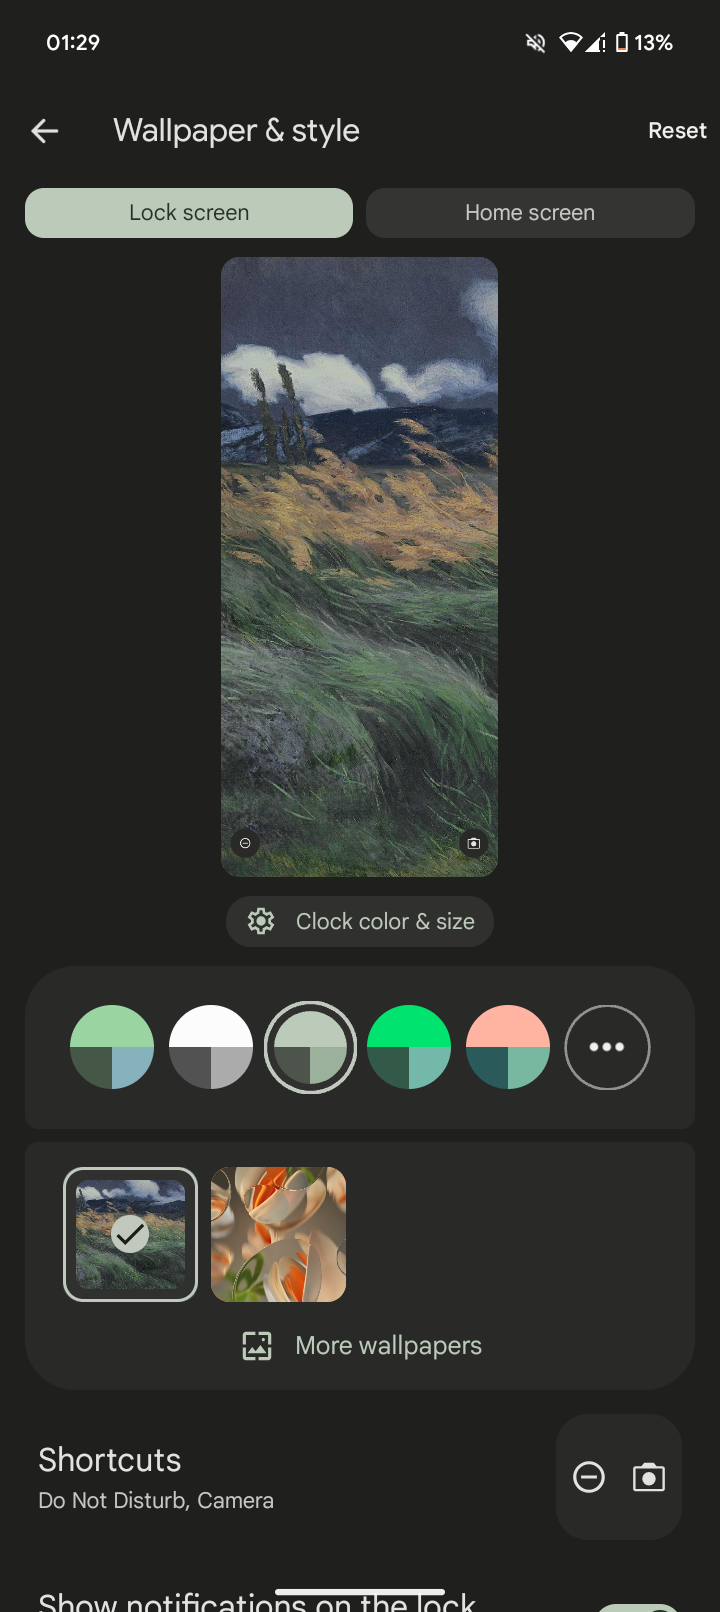 01:29
13%
Wallpaper & style
Reset
Lock screen
Home screen
Clock color & size
More wallpapers
Shortcuts
Do Not Disturb, Camera
Show notifications on the lock